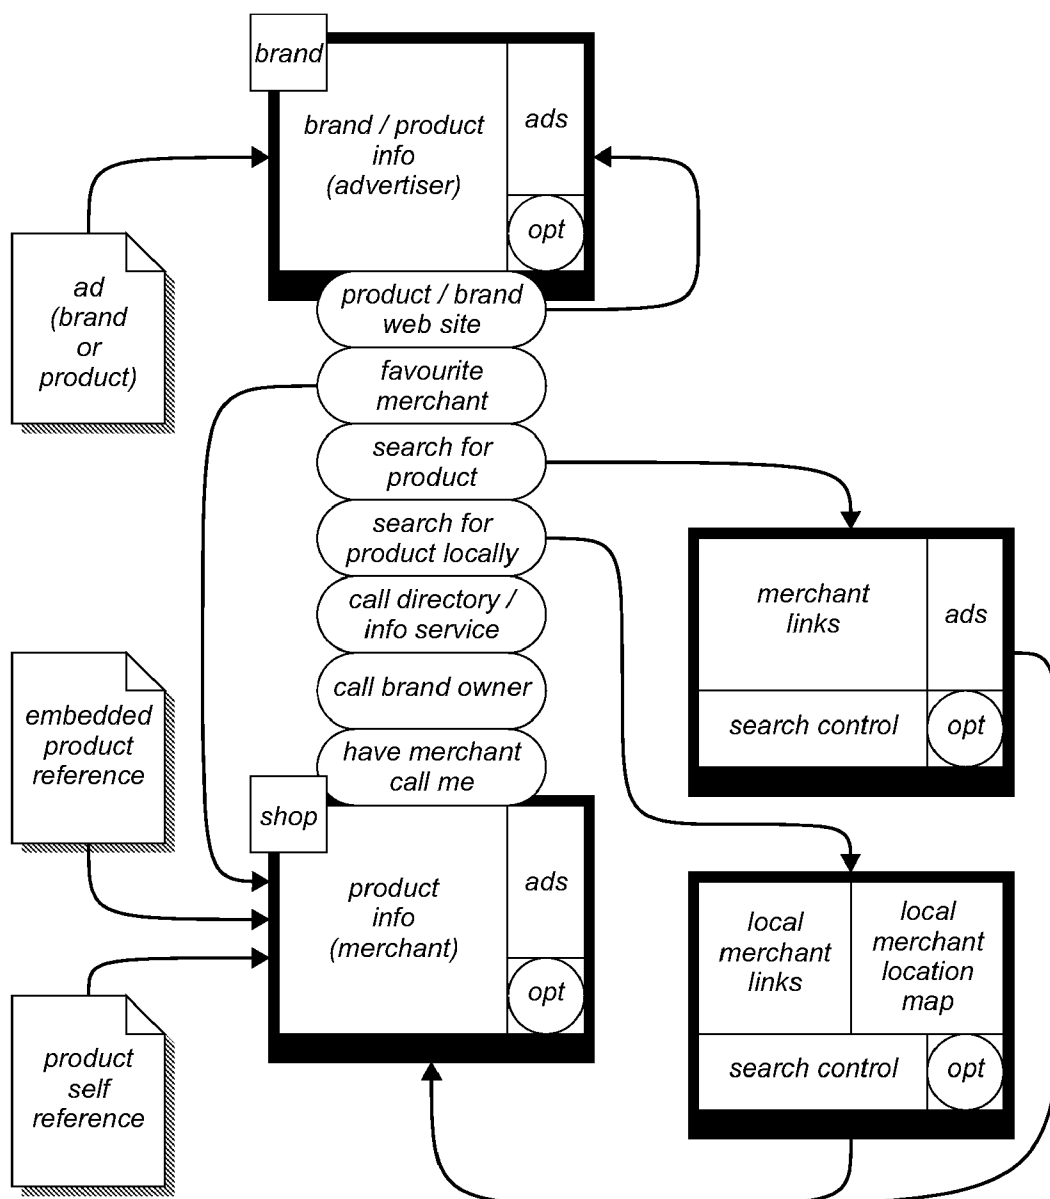 brand
brand / product
info
(advertiser)
ads
opt
ad
(brand
or
product)
product / brand
web site
favourite
merchant
search for
product
search for
product locally
call directory /
info service
call brand owner
have merchant
call me
merchant
links
ads
search control
opt
embedded
product
reference
shop
product
info
(merchant)
ads
opt
local
merchant
links
local
merchant
location
map
search control
opt
product
self
reference